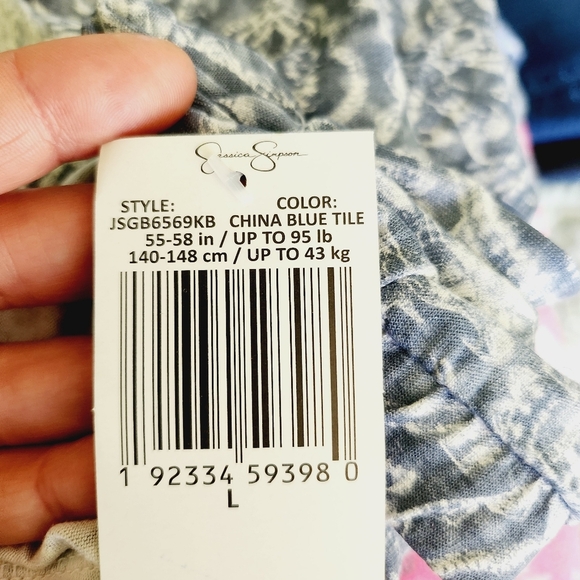 Jessica Simpson
STYLE: COLOR:
JSGB6569KB CHINA BLUE TILE
55-58 in / UP TO 95 lb
140-148 cm / UP TO 43 kg
1 92334 59398 0
L